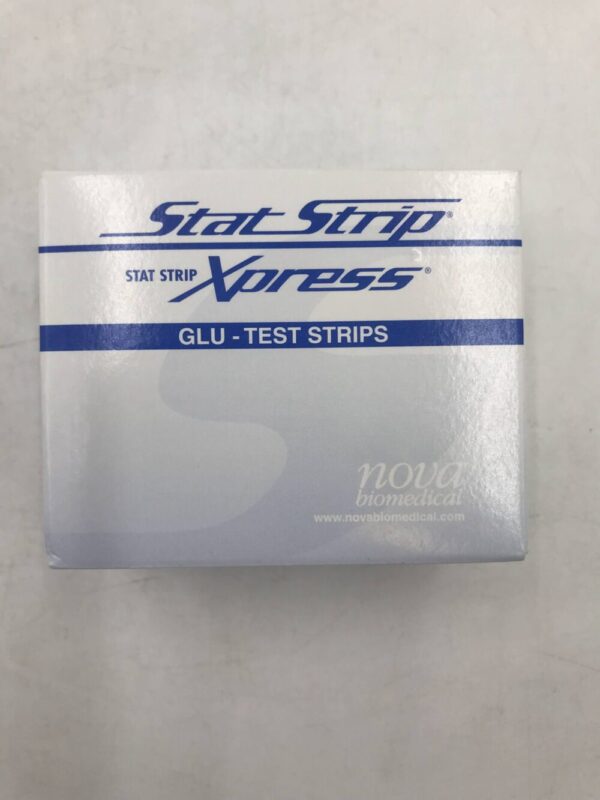 Stat Strip®
STAT STRIP Xpress®
GLU - TEST STRIPS
nova
biomedical
www.novabiomedical.com